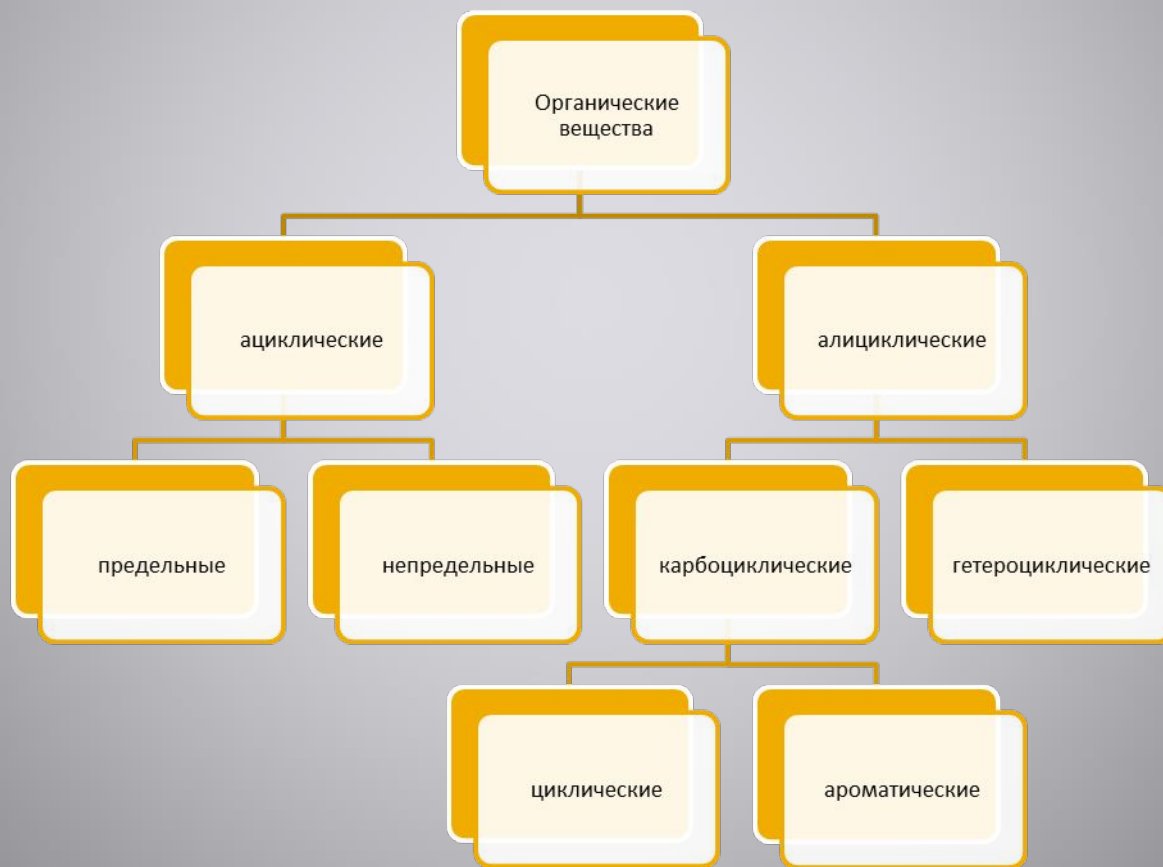 Органические
вещества
ациклические
алициклические
предельные
непредельные
карбоциклические
гетероциклические
циклические
ароматические